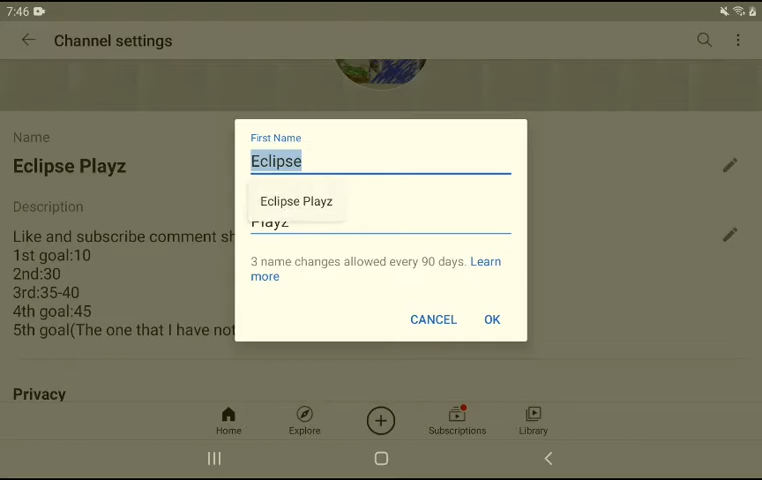 7:46
Channel settings
Name
Eclipse Playz
Description
Like and subscribe comment sh
1st goal:10
2nd:30
3rd:35-40
4th goal:45
5th goal(The one that I have not
Privacy
First Name
Eclipse
Eclipse Playz
Playz
3 name changes allowed every 90 days. Learn
more
CANCEL OK
Home Explore Subscriptions Library